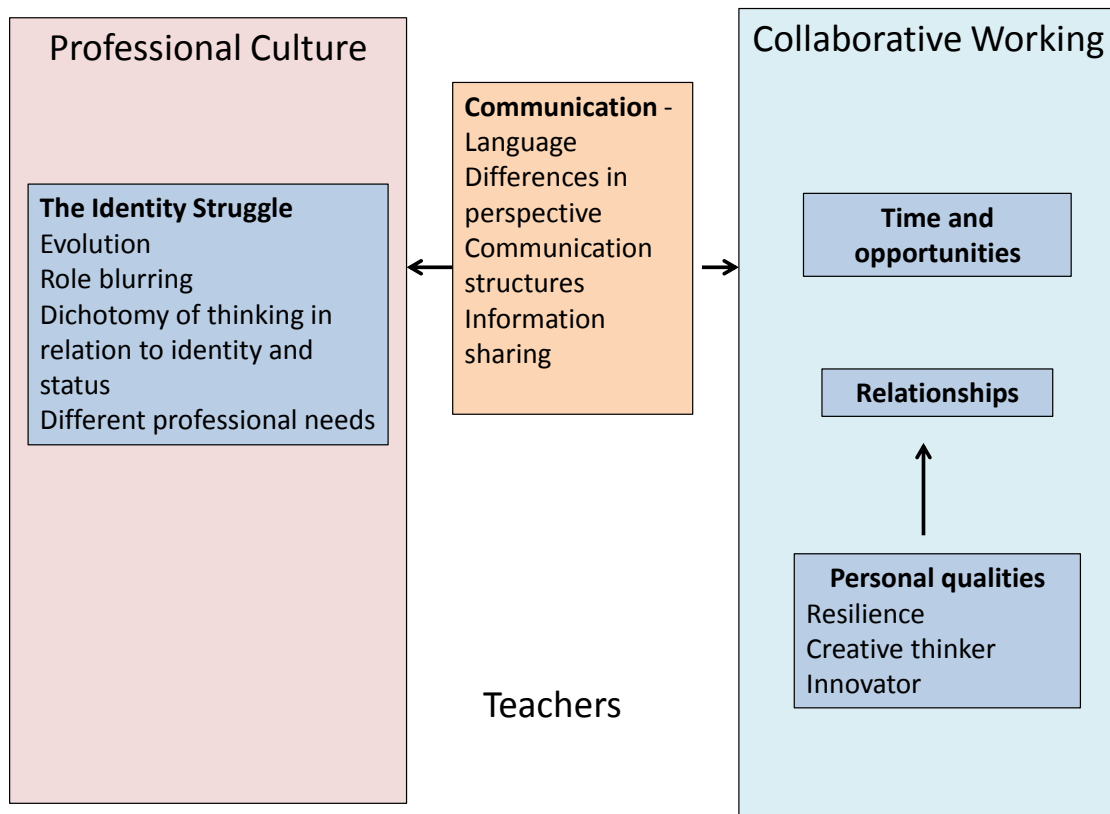 Professional Culture
The Identity Struggle
Evolution
Role blurring
Dichotomy of thinking in
relation to identity and
status
Different professional needs
Communication -
Language
Differences in
perspective
Communication
structures
Information
sharing
Teachers
Collaborative Working
Time and
opportunities
Relationships
Personal qualities
Resilience
Creative thinker
Innovator